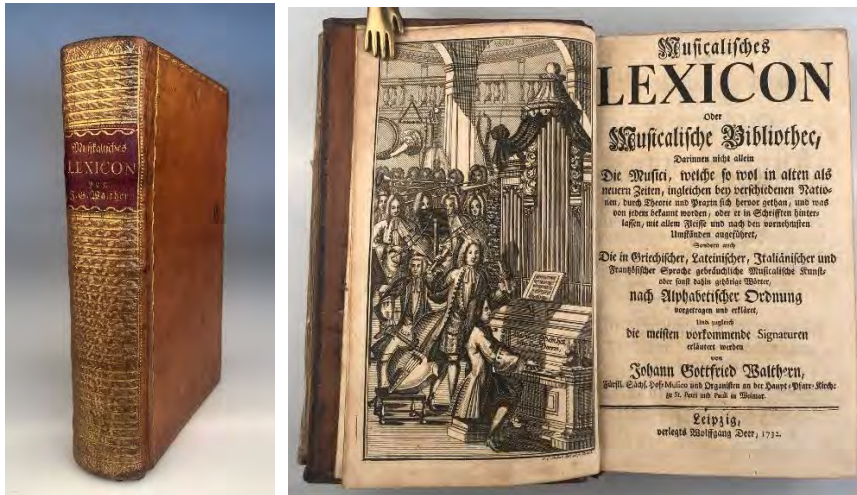 Musikalisches
LEXICON
von
J. G. Walther
Musicalisches
LEXICON
Oder
Musicalische Bibliothec,
Darinnen nicht allein
Die Musici, welche so wol in alten als
neuern Zeiten, ingleichen bey verschiedenen Natio-
nen, durch Theorie und Praxin sich hervor gethan, und was
von jedem bekannt worden, oder er in Schrifften hinter-
lassen, mit allem Fleisse und nach den vornehmsten
Umständen angeführet,
Sondern auch
Die in Griechischer, Lateinischer, Italiänischer und
Frantzösischer Sprache gebräuchliche Musicalische Kunst-
oder sonst dahin gehörige Wörter,
nach Alphabetischer Ordnung
vorgetragen und erkläret,
Und zugleich
die meisten vorkommende Signaturen
erläutert werden
von
Johann Gottfried Walthern,
Fürstl. Sächs. Hof-Musico und Organisten an der Haupt-Pfarr-Kirche
zu St. Petri und Pauli in Weimar.
Leipzig,
verlegts Wolffgang Deer, 1732.